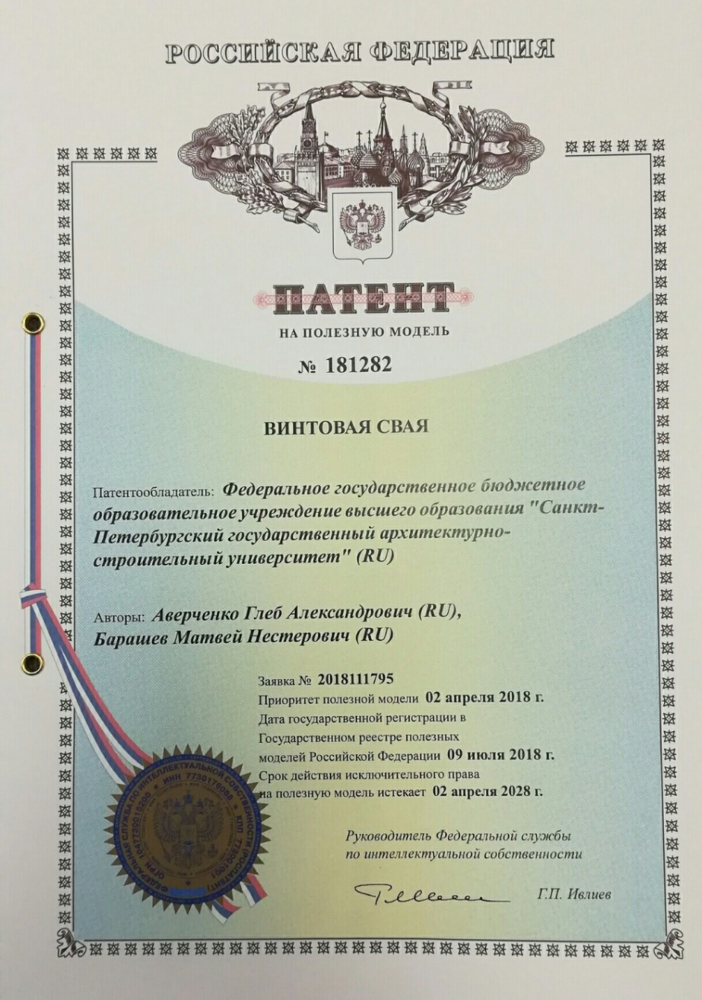 РОССИЙСКАЯ ФЕДЕРАЦИЯ
ПАТЕНТ
НА ПОЛЕЗНУЮ МОДЕЛЬ
№ 181282
ВИНТОВАЯ СВАЯ
Патентообладатель: Федеральное государственное бюджетное
образовательное учреждение высшего образования "Санкт-
Петербургский государственный архитектурно-
строительный университет" (RU)
Авторы: Аверченко Глеб Александрович (RU),
Барашев Матвей Нестерович (RU)
Заявка № 2018111795
Приоритет полезной модели 02 апреля 2018 г.
Дата государственной регистрации в
Государственном реестре полезных
моделей Российской Федерации 09 июля 2018 г.
Срок действия исключительного права
на полезную модель истекает 02 апреля 2028 г.
Руководитель Федеральной службы
по интеллектуальной собственности
Г.П. Ивлиев
ФЕДЕРАЛЬНАЯ СЛУЖБА ПО ИНТЕЛЛЕКТУАЛЬНОЙ СОБСТВЕННОСТИ (РОСПАТЕНТ)
ОГРН 1047730015200 * ИНН 7730176088 * КПП 773001001